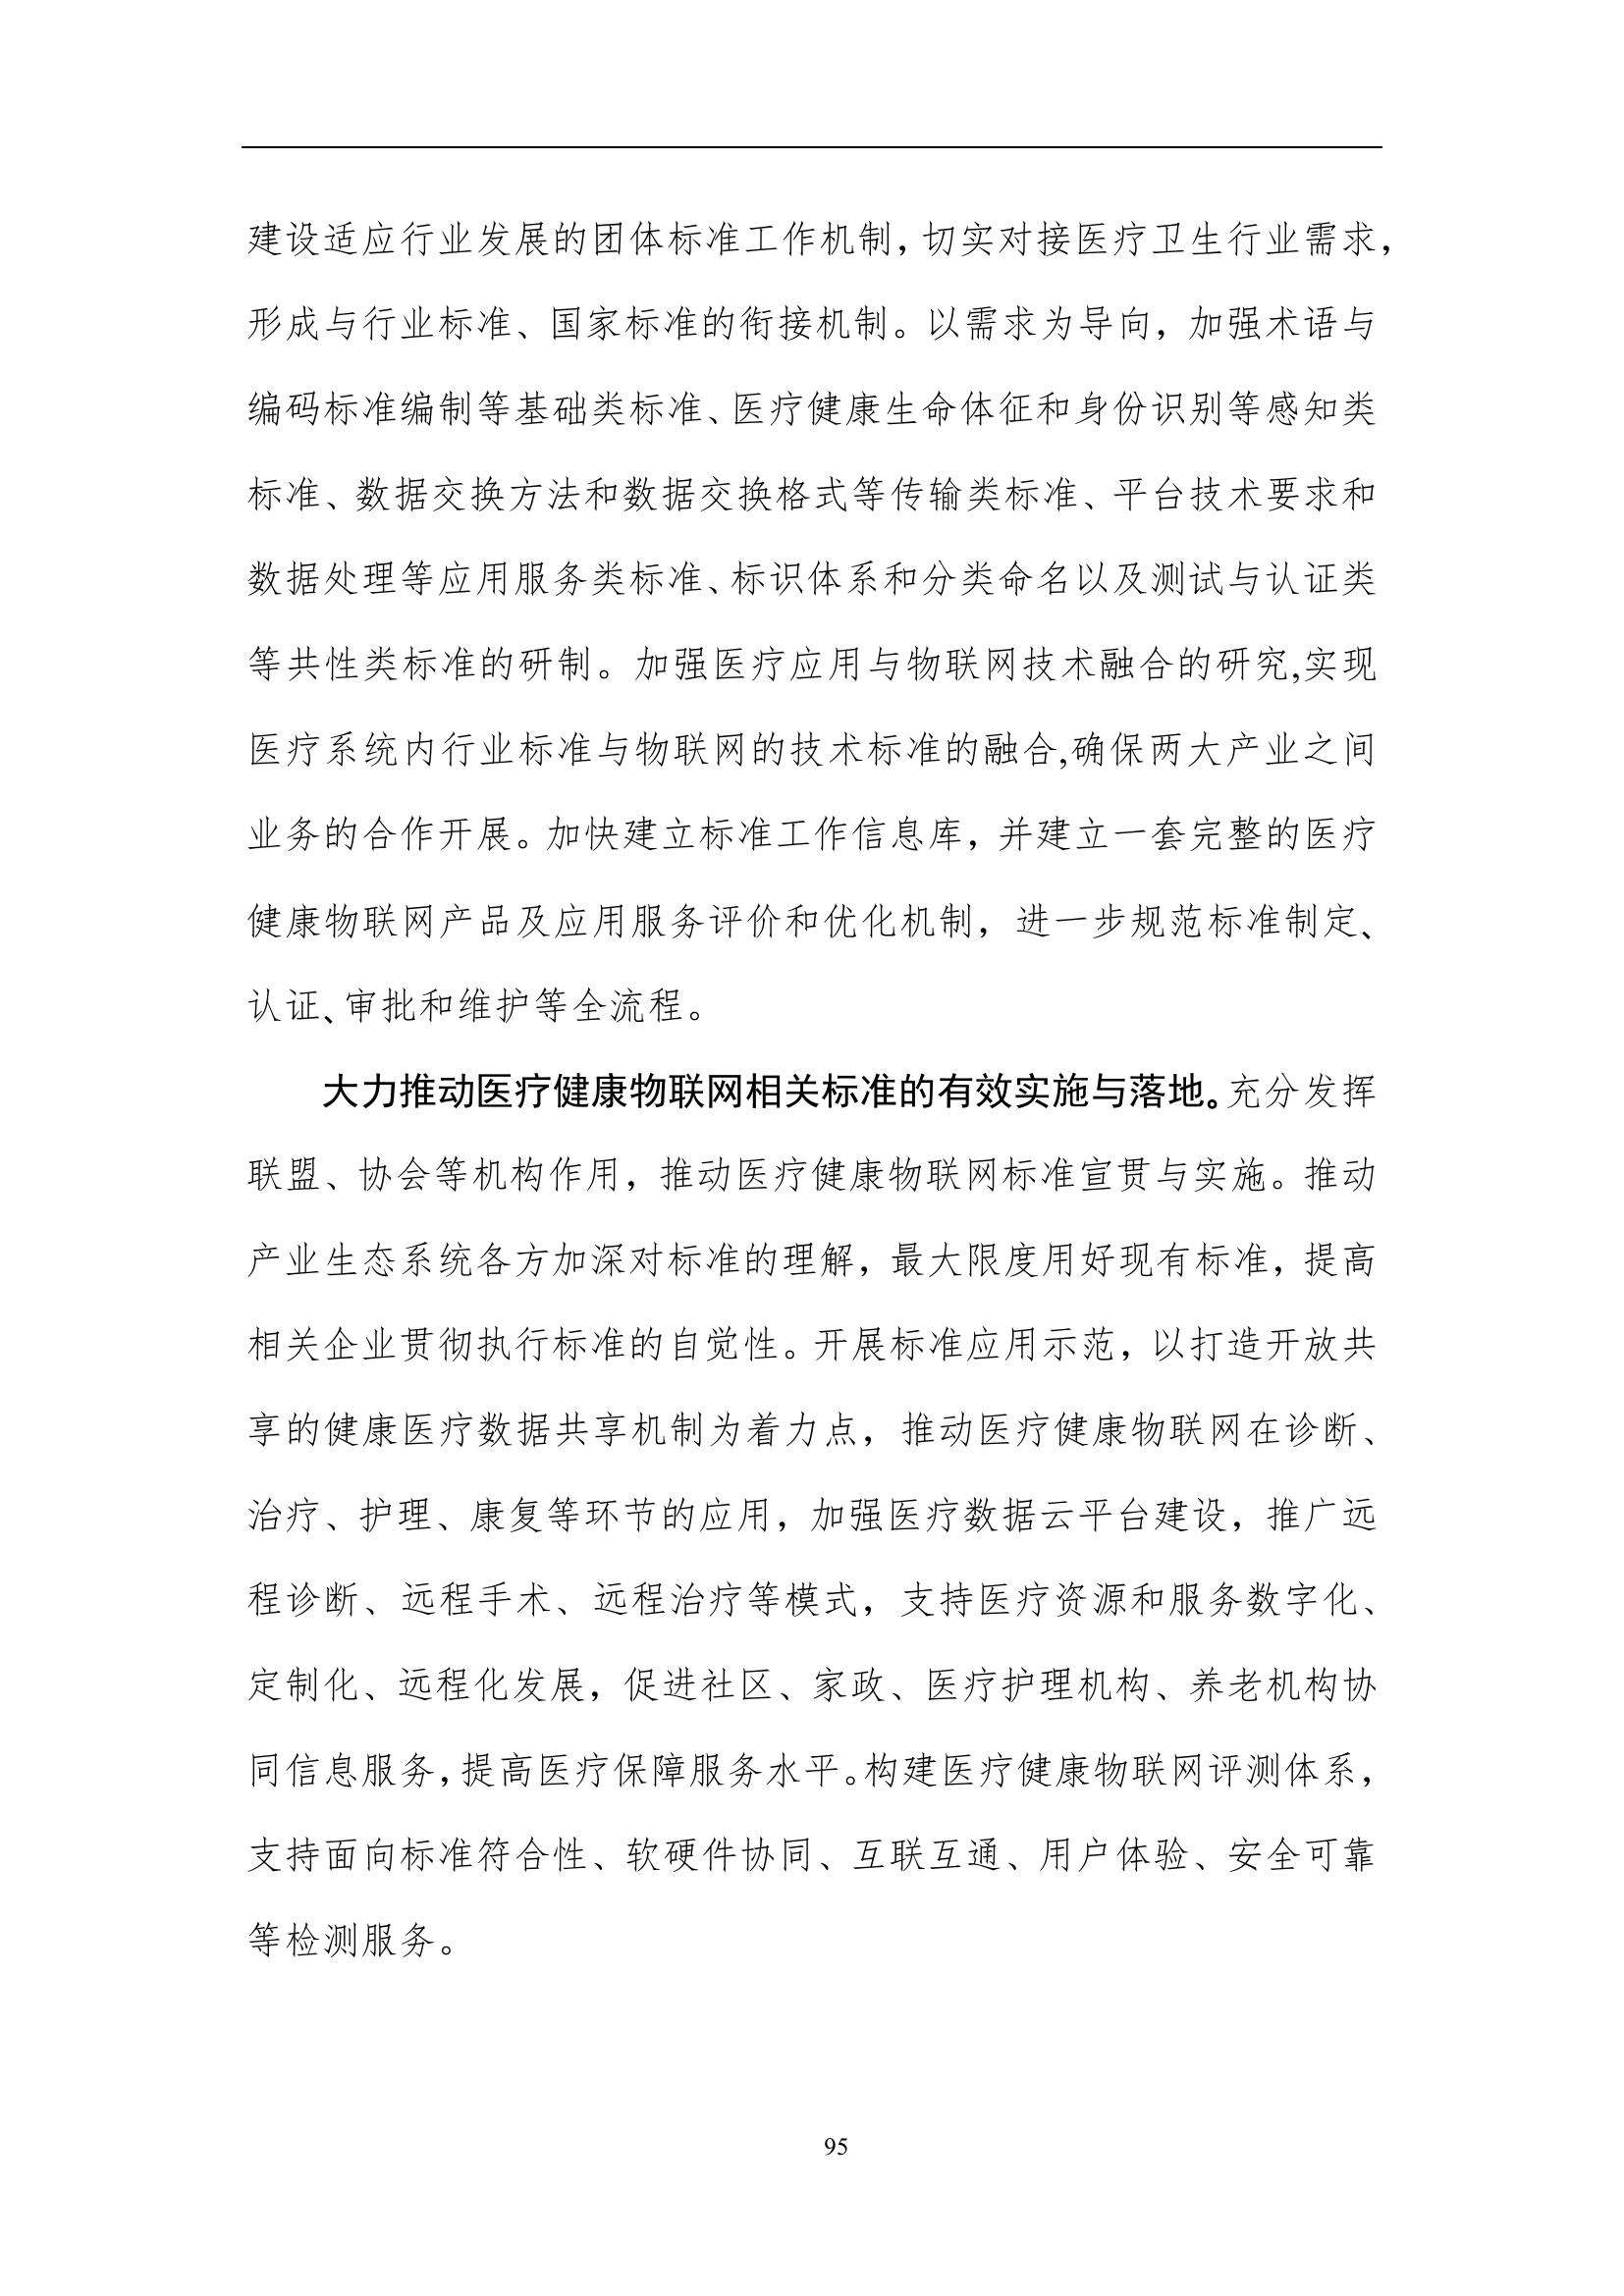 建设适应行业发展的团体标准工作机制，切实对接医疗卫生行业需求，
形成与行业标准、国家标准的衔接机制。以需求为导向，加强术语与
编码标准编制等基础类标准、医疗健康生命体征和身份识别等感知类
标准、数据交换方法和数据交换格式等传输类标准、平台技术要求和
数据处理等应用服务类标准、标识体系和分类命名以及测试与认证类
等共性类标准的研制。加强医疗应用与物联网技术融合的研究,实现
医疗系统内行业标准与物联网的技术标准的融合,确保两大产业之间
业务的合作开展。加快建立标准工作信息库，并建立一套完整的医疗
健康物联网产品及应用服务评价和优化机制，进一步规范标准制定、
认证、审批和维护等全流程。
大力推动医疗健康物联网相关标准的有效实施与落地。充分发挥
联盟、协会等机构作用，推动医疗健康物联网标准宣贯与实施。推动
产业生态系统各方加深对标准的理解，最大限度用好现有标准，提高
相关企业贯彻执行标准的自觉性。开展标准应用示范，以打造开放共
享的健康医疗数据共享机制为着力点，推动医疗健康物联网在诊断、
治疗、护理、康复等环节的应用，加强医疗数据云平台建设，推广远
程诊断、远程手术、远程治疗等模式，支持医疗资源和服务数字化、
定制化、远程化发展，促进社区、家政、医疗护理机构、养老机构协
同信息服务，提高医疗保障服务水平。构建医疗健康物联网评测体系，
支持面向标准符合性、软硬件协同、互联互通、用户体验、安全可靠
等检测服务。
95